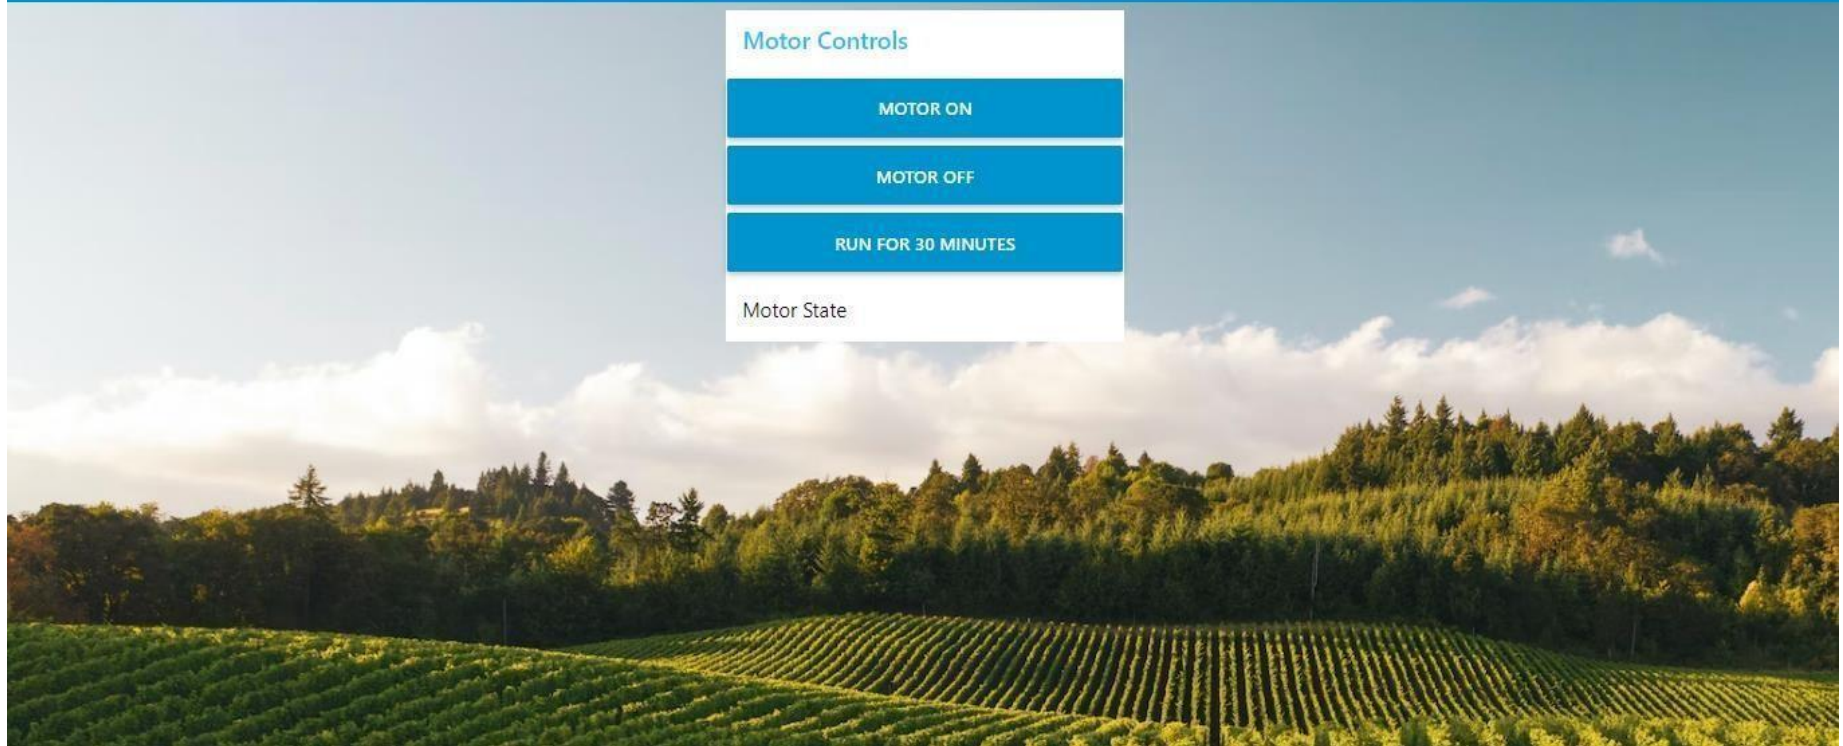 Motor Controls
MOTOR ON
MOTOR OFF
RUN FOR 30 MINUTES
Motor State